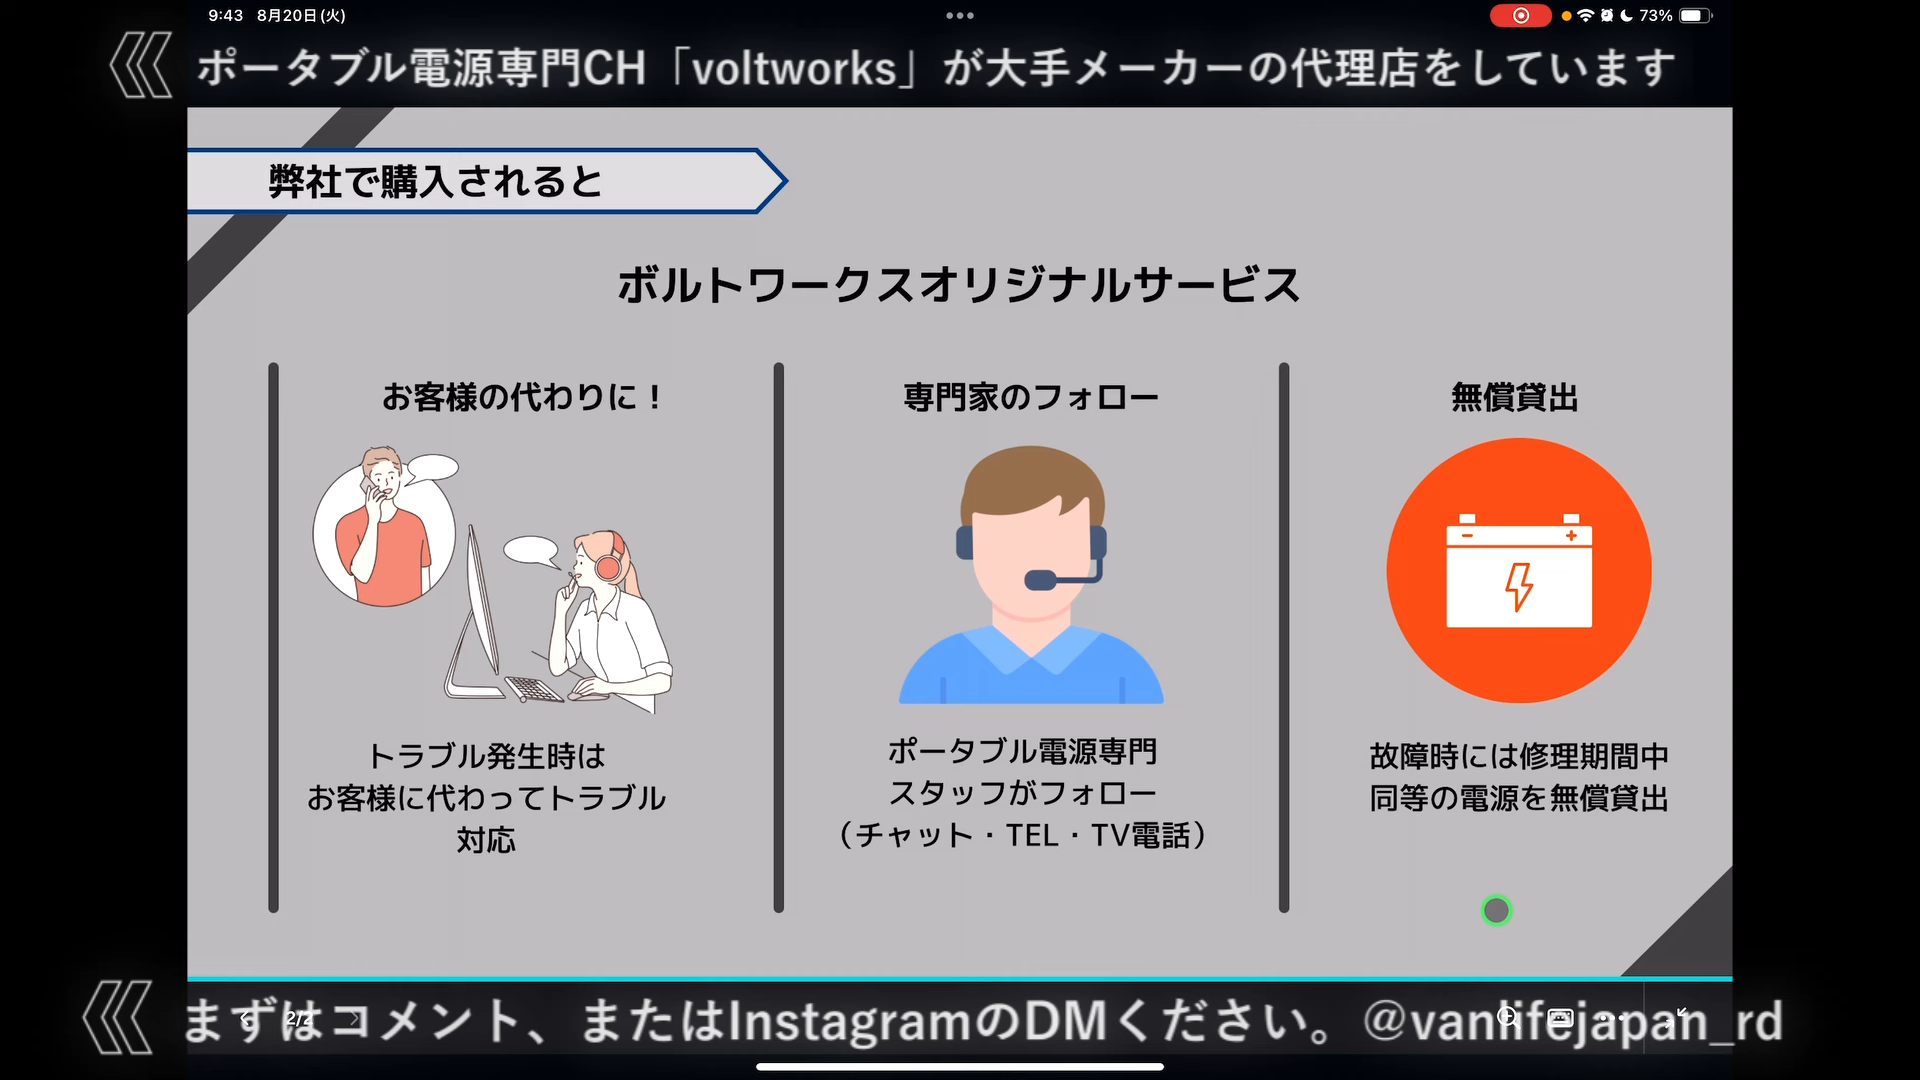 9:43 8月20日(火)
73%
ポータブル電源専門CH「voltworks」が大手メーカーの代理店をしています
弊社で購入されると
ボルトワークスオリジナルサービス
お客様の代わりに！
トラブル発生時は
お客様に代わってトラブル
対応
専門家のフォロー
ポータブル電源専門
スタッフがフォロー
（チャット・TEL・TV電話）
無償貸出
故障時には修理期間中
同等の電源を無償貸出
まずはコメント、またはInstagramのDMください。@vanlifejapan_rd
2/2